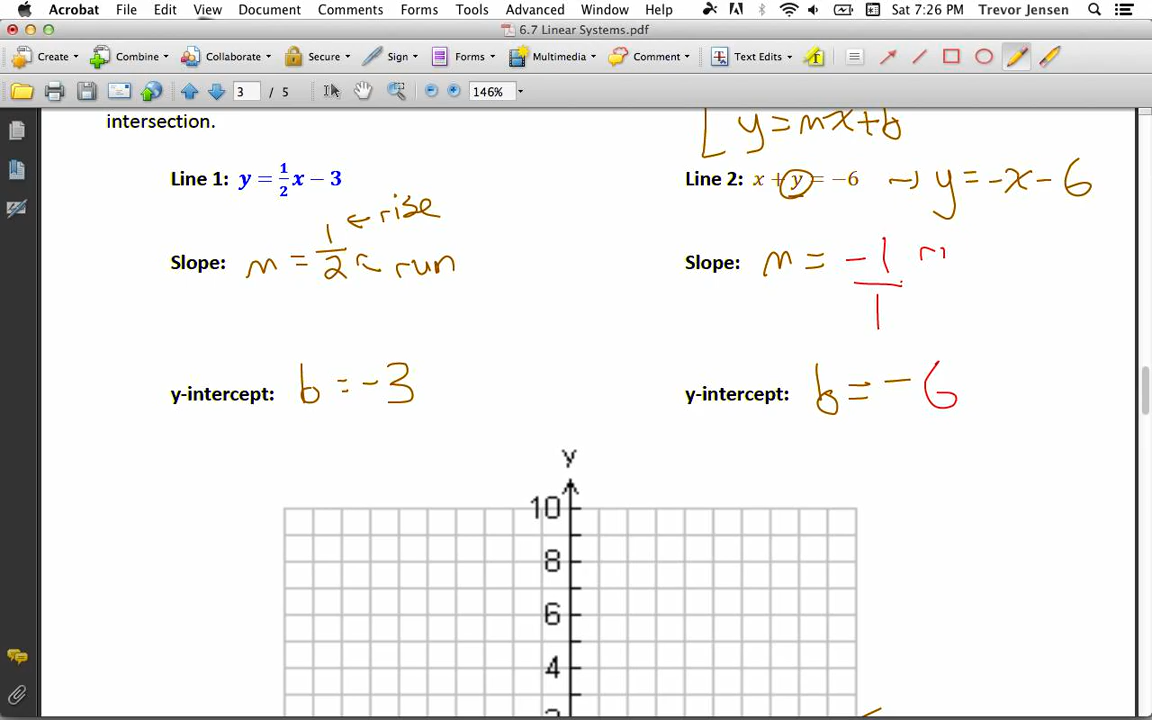 Acrobat File Edit View Document Comments Forms Tools Advanced Window Help Sat 7:26 PM Trevor Jensen
6.7 Linear Systems.pdf
Create Combine Collaborate Secure Sign Forms Multimedia Comment Text Edits
3 / 5 146%
intersection.
y = mx + b
Line 1: y = 1/2 x − 3
Line 2: x + y = −6 → y = -x - 6
← rise
Slope: m = 1/2 ← run
Slope: m = -1/1
y-intercept: b = -3
y-intercept: b = -6
y
10
8
6
4